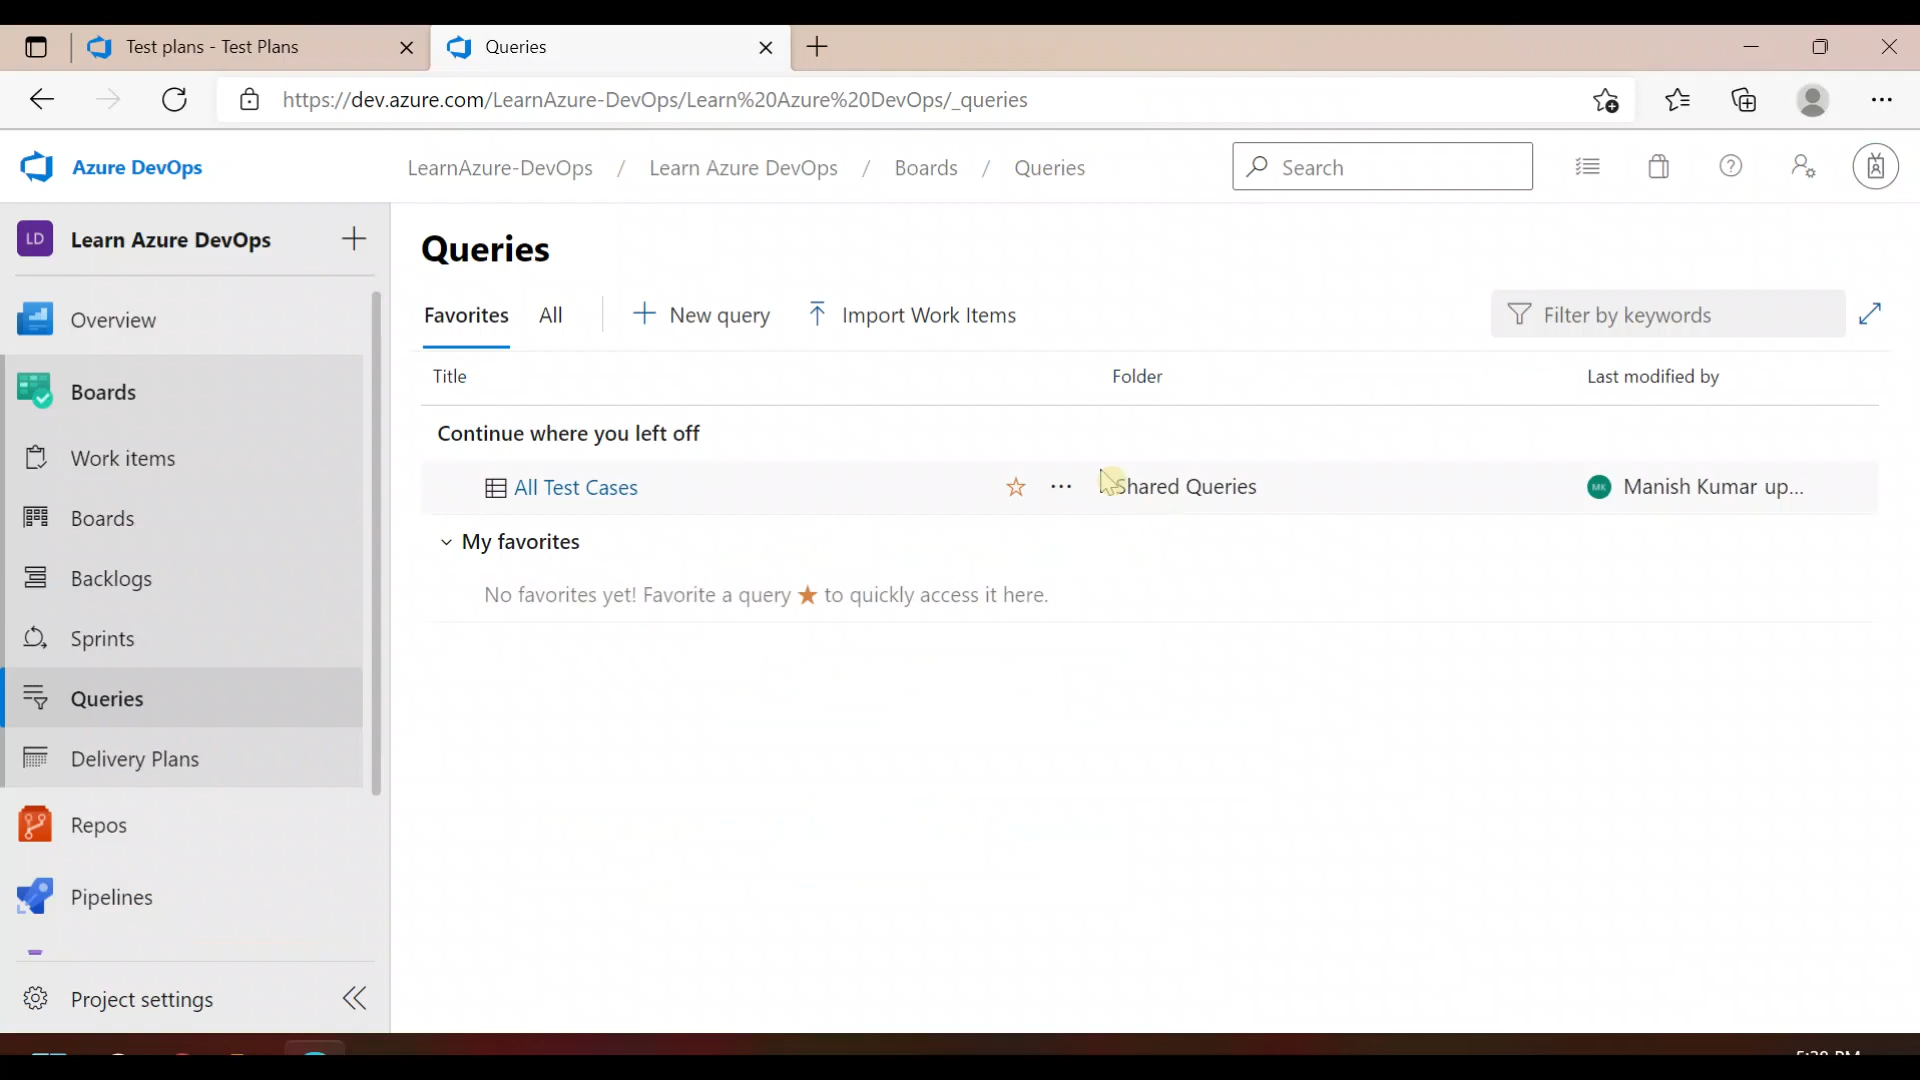 Test plans - Test Plans
Queries
https://dev.azure.com/LearnAzure-DevOps/Learn%20Azure%20DevOps/_queries
Azure DevOps
LearnAzure-DevOps / Learn Azure DevOps / Boards / Queries
Search
LD
Learn Azure DevOps
Overview
Boards
Work items
Boards
Backlogs
Sprints
Queries
Delivery Plans
Repos
Pipelines
Project settings
Queries
Favorites
All
New query
Import Work Items
Filter by keywords
Title
Folder
Last modified by
Continue where you left off
All Test Cases
Shared Queries
MK
Manish Kumar up...
My favorites
No favorites yet! Favorite a query ★ to quickly access it here.